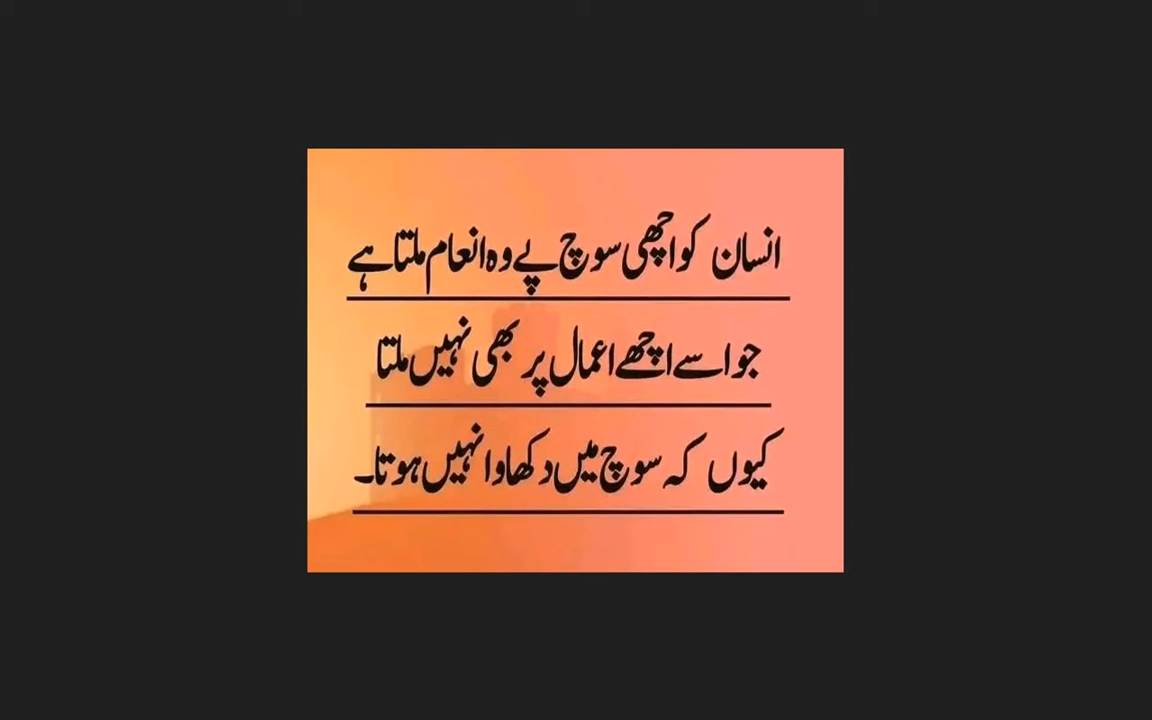 انسان کو اچھی سوچ پے وہ انعام ملتا ہے
جو اسے اچھے اعمال پر بھی نہیں ملتا
کیوں کہ سوچ میں دکھاوا نہیں ہوتا۔